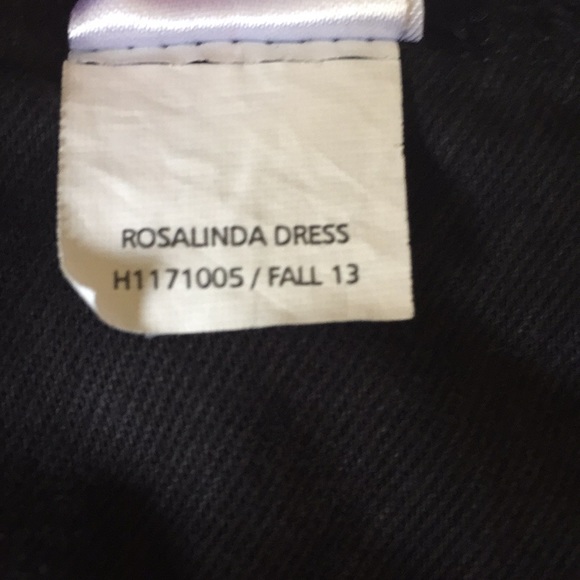 ROSALINDA DRESS
H1171005 / FALL 13